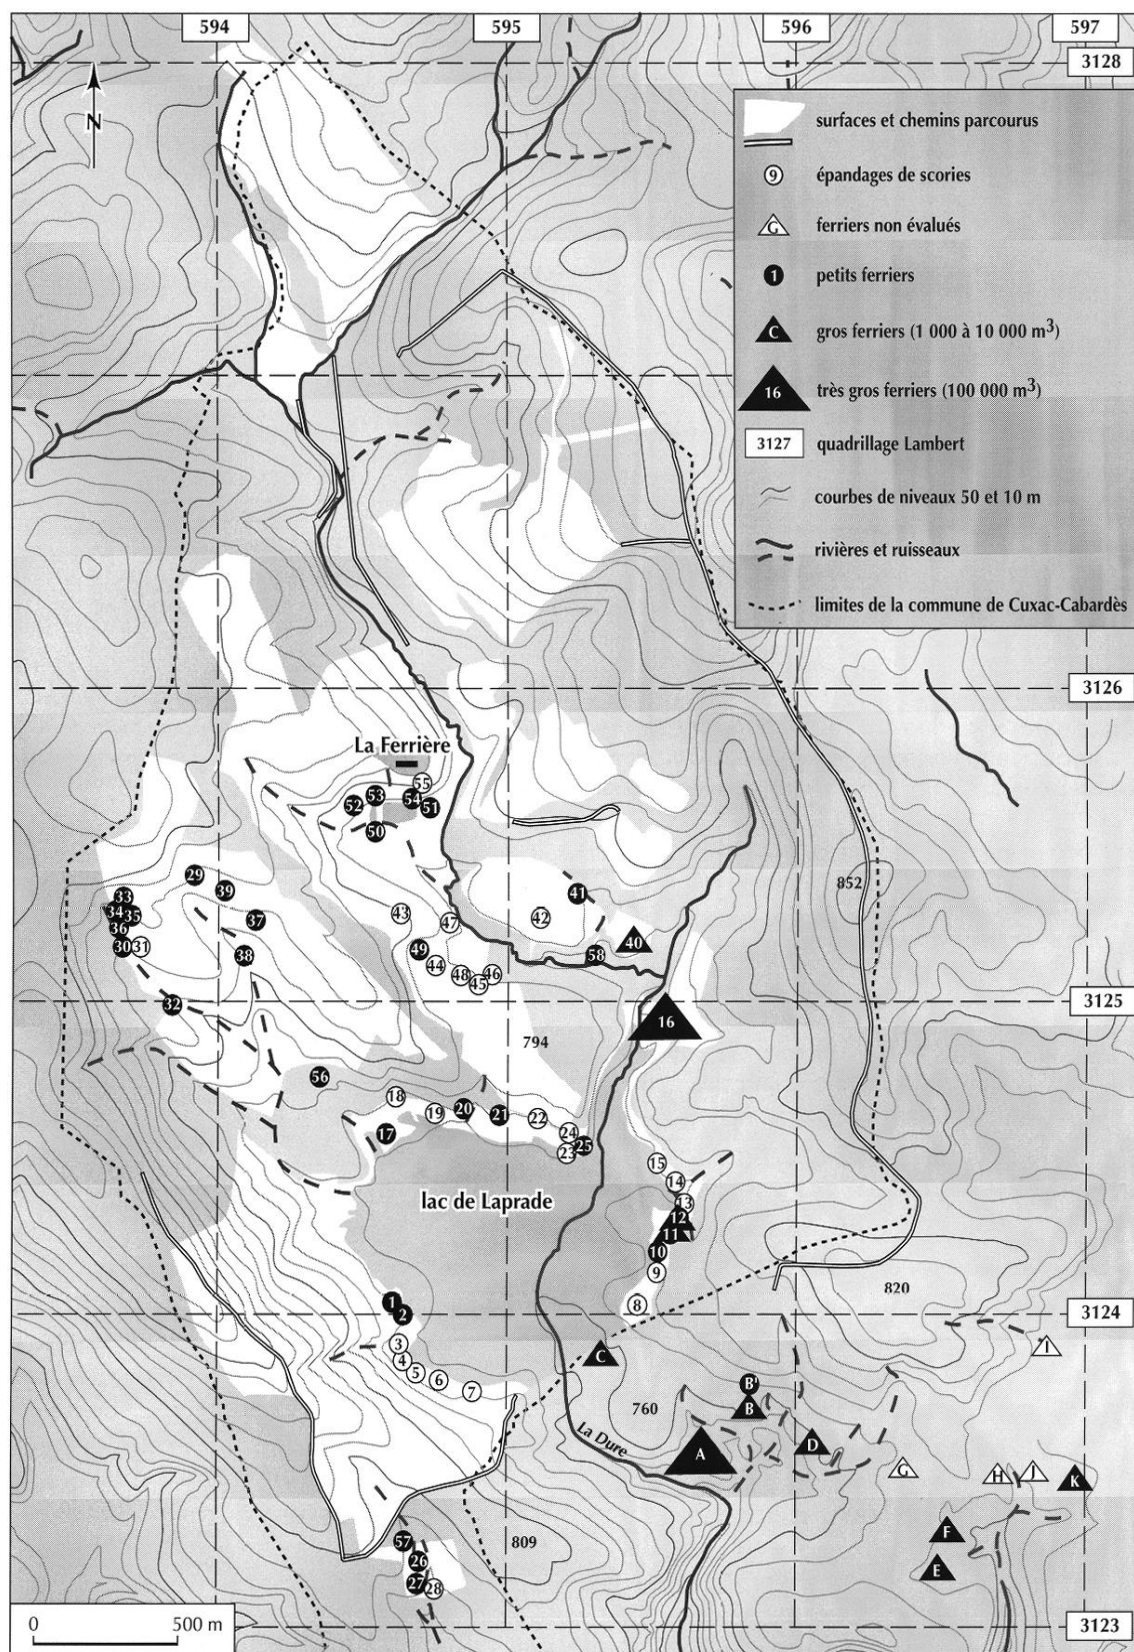 594 595 596 597
3128
N
surfaces et chemins parcourus
9 épandages de scories
G ferriers non évalués
1 petits ferriers
C gros ferriers (1 000 à 10 000 m3)
16 très gros ferriers (100 000 m3)
3127 quadrillage Lambert
courbes de niveaux 50 et 10 m
rivières et ruisseaux
limites de la commune de Cuxac-Cabardès
3126
La Ferrière
55
53 54
52 51
50
852
29
39 41
33
34 35 43 42
37 47
36
30 31 49 40
38 44 58
48 46
45
32 3125
16
794
56
18
19 20 21 22
17 24
25
23
15
14
lac de Laprade 13
12
11
10
9
820
1 8
2 3124
3
4 C I
5
6
7 B'
760 B
La Dure
A D
G H J K
57 809 F
26
27 28 E
0 500 m
3123